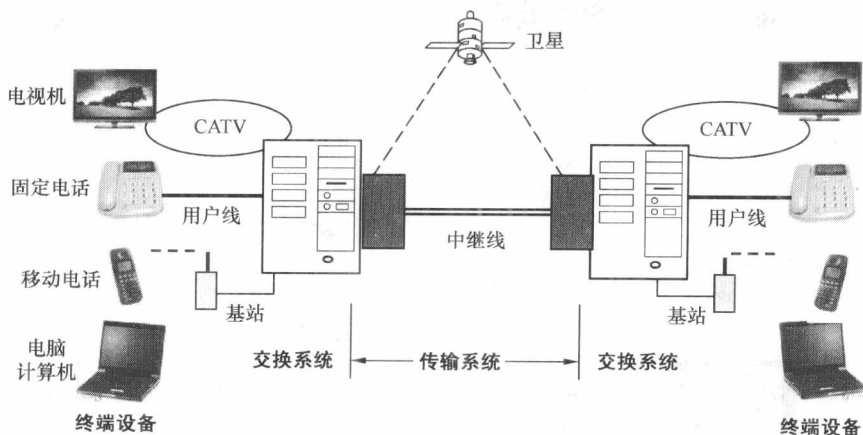 卫星
电视机
CATV
CATV
固定电话
用户线
中继线
用户线
移动电话
基站
基站
电脑
计算机
交换系统
传输系统
交换系统
终端设备
终端设备